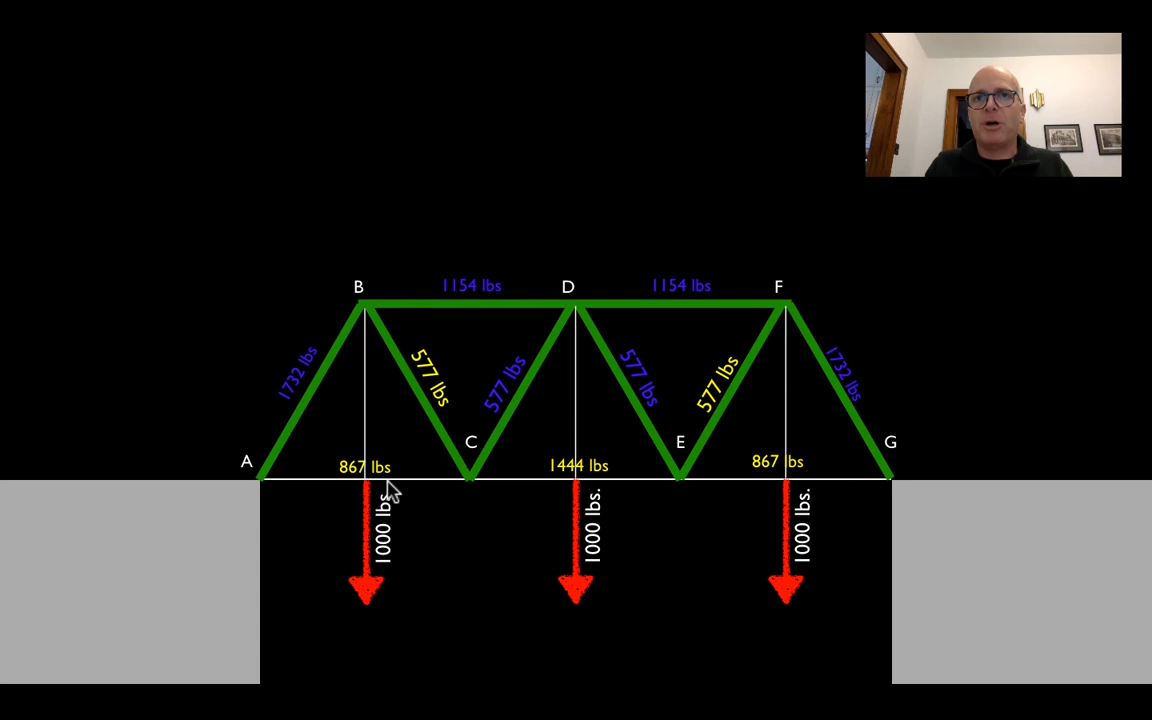 B
1154 lbs
D
1154 lbs
F
1732 lbs
577 lbs
577 lbs
577 lbs
577 lbs
1732 lbs
A
867 lbs
C
1444 lbs
E
867 lbs
G
1000 lbs.
1000 lbs.
1000 lbs.